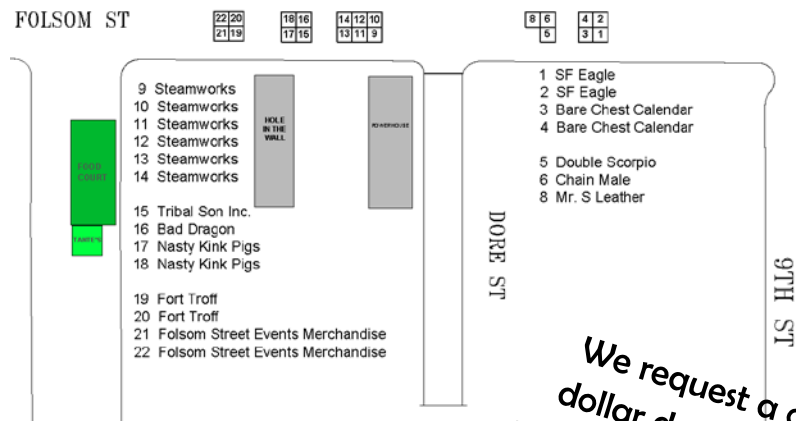 FOLSOM ST
22 20 18 16 14 12 10 8 6 4 2
21 19 17 15 13 11 9 5 3 1
9 Steamworks
10 Steamworks
11 Steamworks
12 Steamworks
13 Steamworks
14 Steamworks
15 Tribal Son Inc.
16 Bad Dragon
17 Nasty Kink Pigs
18 Nasty Kink Pigs
19 Fort Troff
20 Fort Troff
21 Folsom Street Events Merchandise
22 Folsom Street Events Merchandise
FOOD
COURT
HOLE
IN THE
WALL
POWERHOUSE
1 SF Eagle
2 SF Eagle
3 Bare Chest Calendar
4 Bare Chest Calendar
5 Double Scorpio
6 Chain Male
8 Mr. S Leather
DORE ST
9TH ST
We request a
dollar